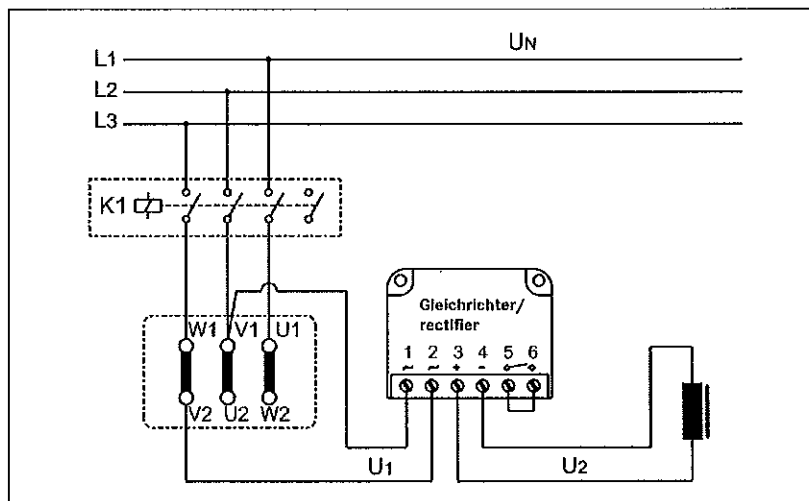 UN
L1
L2
L3
K1
Gleichrichter/
rectifier
W1 V1 U1
1 2 3 4 5 6
~ ~ + -
V2 U2 W2
U1 U2